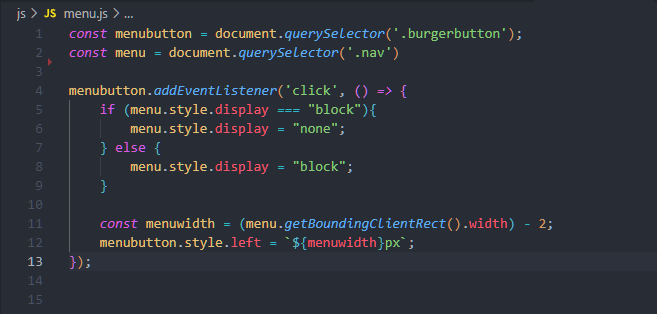 js > JS menu.js > ...
1 const menubutton = document.querySelector('.burgerbutton');
2 const menu = document.querySelector('.nav')
3
4 menubutton.addEventListener('click', () => {
5     if (menu.style.display === "block"){
6         menu.style.display = "none";
7     } else {
8         menu.style.display = "block";
9     }
10
11     const menuwidth = (menu.getBoundingClientRect().width) - 2;
12     menubutton.style.left = `${menuwidth}px`;
13 });
14
15